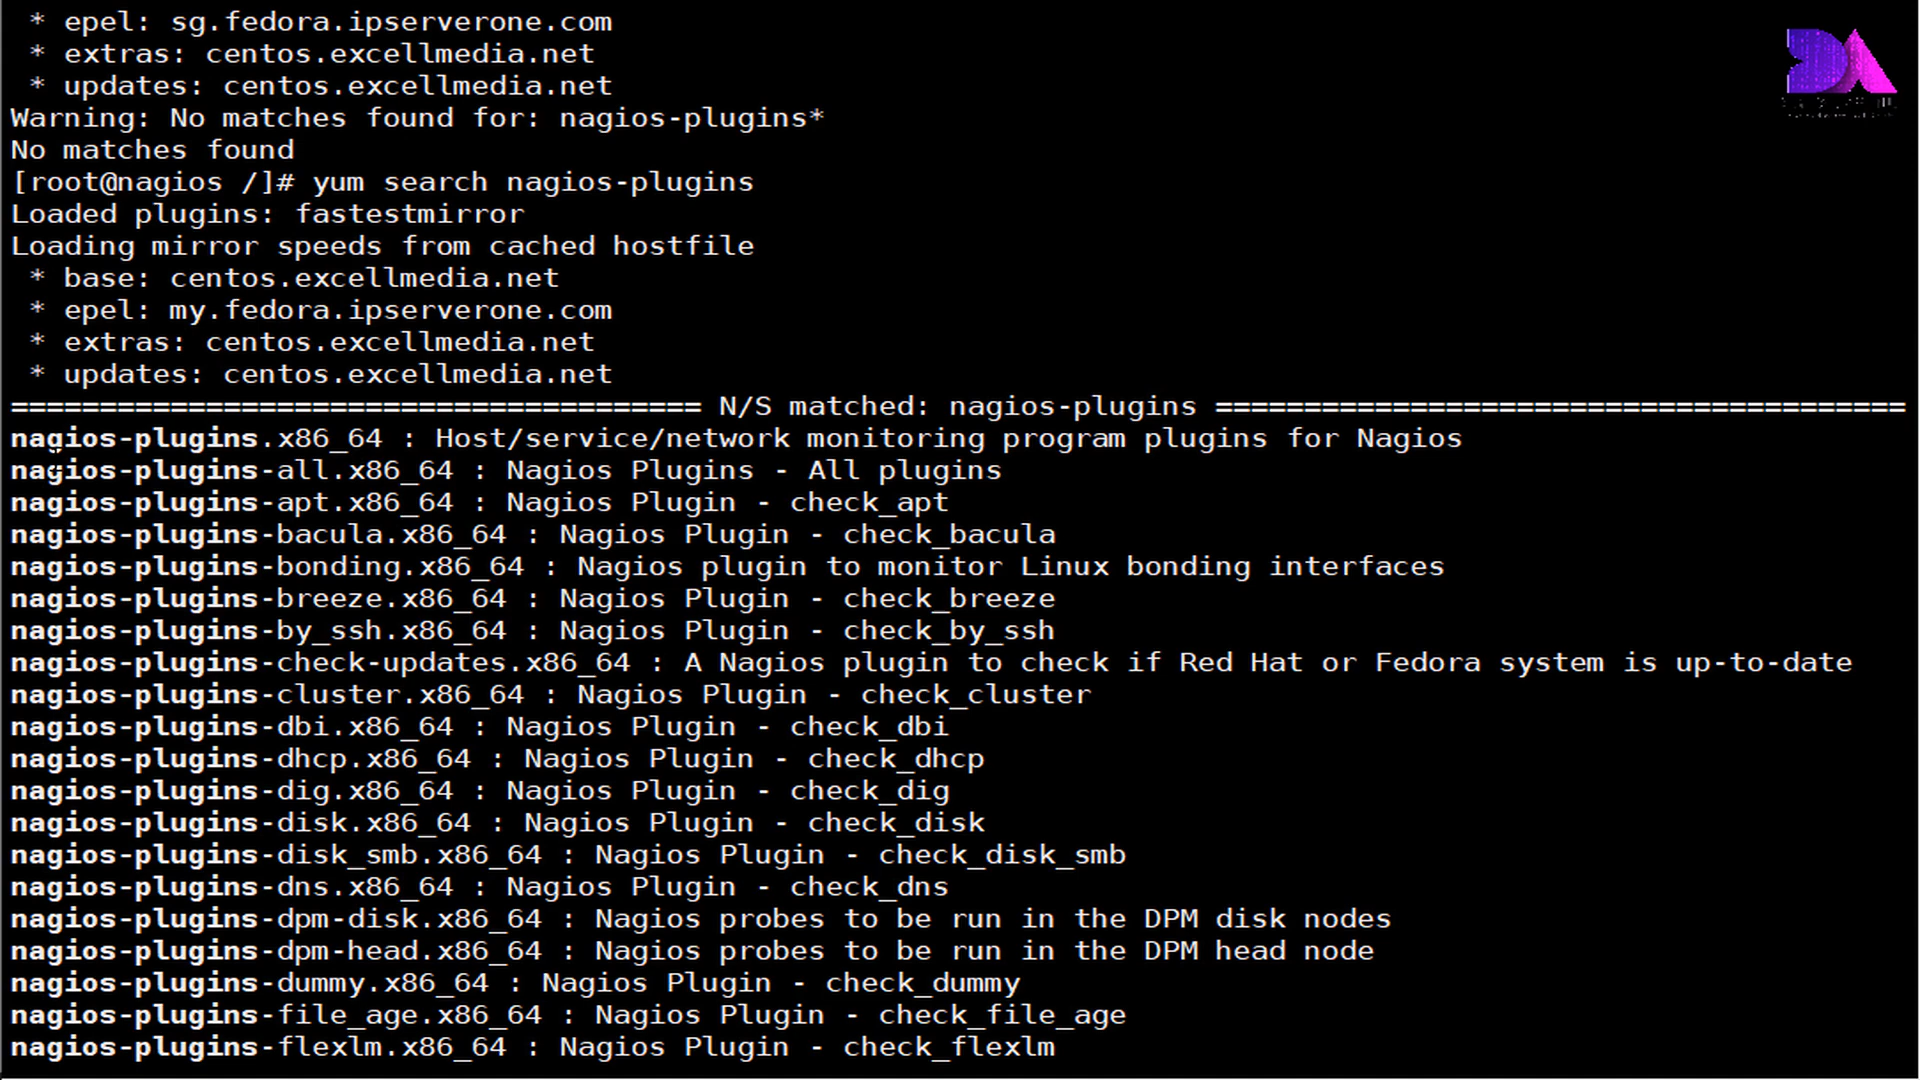 * epel: sg.fedora.ipserverone.com
* extras: centos.excellmedia.net
* updates: centos.excellmedia.net
Warning: No matches found for: nagios-plugins*
No matches found
[root@nagios /]# yum search nagios-plugins
Loaded plugins: fastestmirror
Loading mirror speeds from cached hostfile
* base: centos.excellmedia.net
* epel: my.fedora.ipserverone.com
* extras: centos.excellmedia.net
* updates: centos.excellmedia.net
======================================= N/S matched: nagios-plugins =======================================
nagios-plugins.x86_64 : Host/service/network monitoring program plugins for Nagios
nagios-plugins-all.x86_64 : Nagios Plugins - All plugins
nagios-plugins-apt.x86_64 : Nagios Plugin - check_apt
nagios-plugins-bacula.x86_64 : Nagios Plugin - check_bacula
nagios-plugins-bonding.x86_64 : Nagios plugin to monitor Linux bonding interfaces
nagios-plugins-breeze.x86_64 : Nagios Plugin - check_breeze
nagios-plugins-by_ssh.x86_64 : Nagios Plugin - check_by_ssh
nagios-plugins-check-updates.x86_64 : A Nagios plugin to check if Red Hat or Fedora system is up-to-date
nagios-plugins-cluster.x86_64 : Nagios Plugin - check_cluster
nagios-plugins-dbi.x86_64 : Nagios Plugin - check_dbi
nagios-plugins-dhcp.x86_64 : Nagios Plugin - check_dhcp
nagios-plugins-dig.x86_64 : Nagios Plugin - check_dig
nagios-plugins-disk.x86_64 : Nagios Plugin - check_disk
nagios-plugins-disk_smb.x86_64 : Nagios Plugin - check_disk_smb
nagios-plugins-dns.x86_64 : Nagios Plugin - check_dns
nagios-plugins-dpm-disk.x86_64 : Nagios probes to be run in the DPM disk nodes
nagios-plugins-dpm-head.x86_64 : Nagios probes to be run in the DPM head node
nagios-plugins-dummy.x86_64 : Nagios Plugin - check_dummy
nagios-plugins-file_age.x86_64 : Nagios Plugin - check_file_age
nagios-plugins-flexlm.x86_64 : Nagios Plugin - check_flexlm